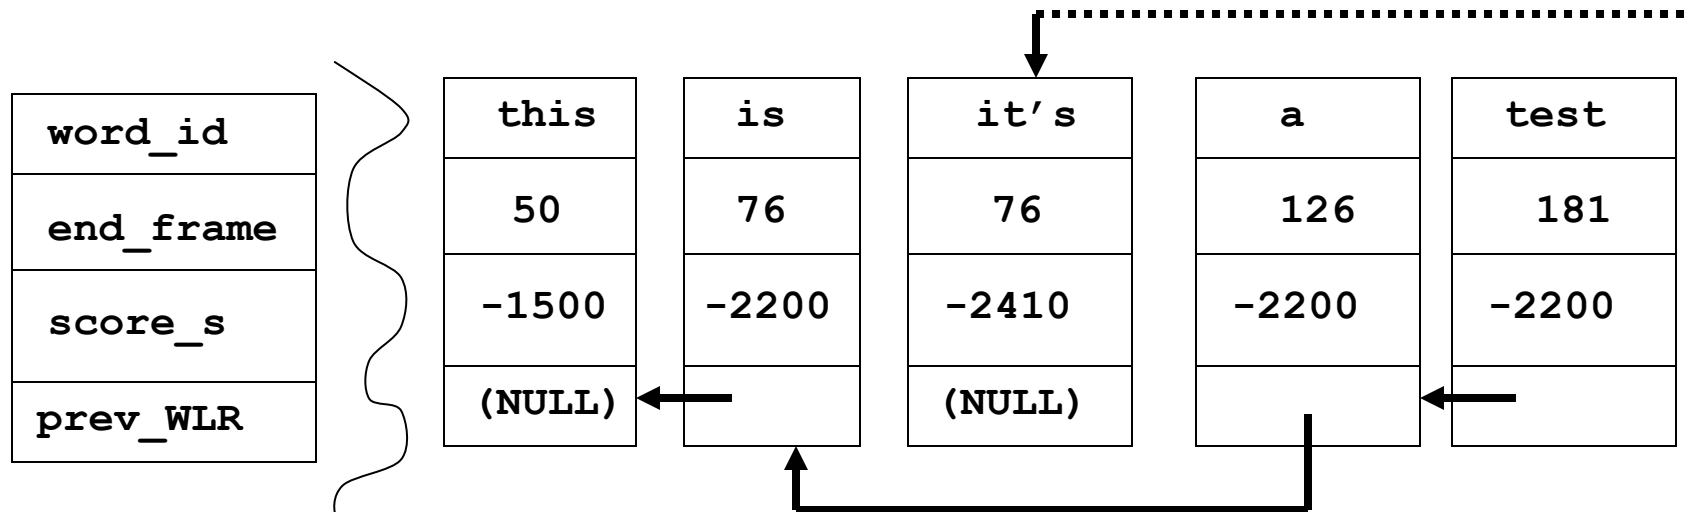 word_id
end_frame
score_s
prev_WLR
this is it’s a test
50 76 76 126 181
-1500 -2200 -2410 -2200 -2200
(NULL) (NULL)